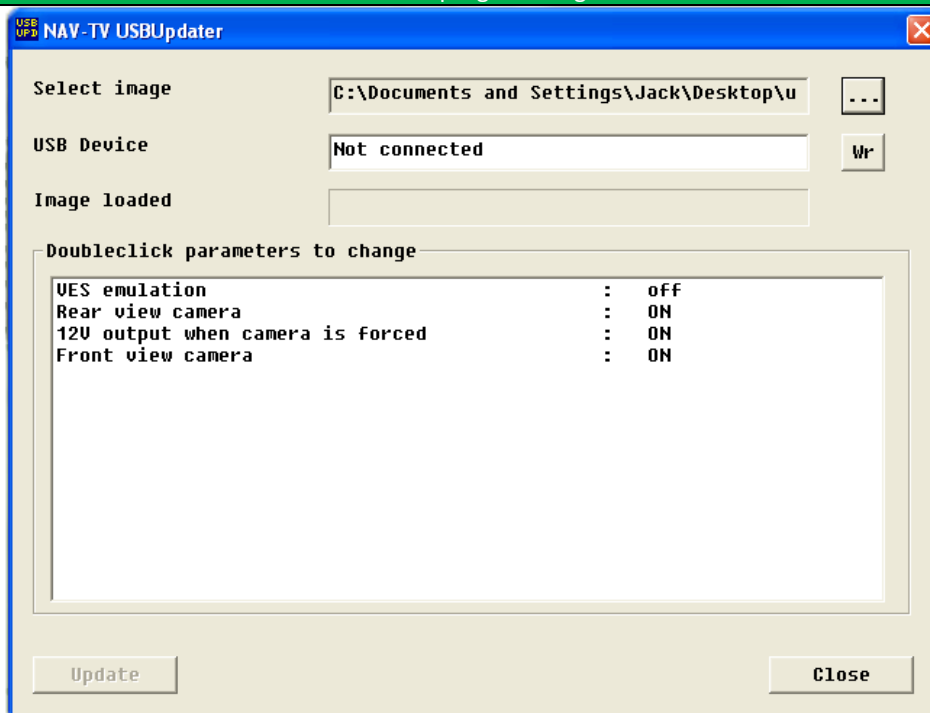 USB
UPD NAV-TV USBUpdater
Select image C:\Documents and Settings\Jack\Desktop\u ...
USB Device Not connected Wr
Image loaded
Doubleclick parameters to change
VES emulation : off
Rear view camera : ON
12V output when camera is forced : ON
Front view camera : ON
Update Close